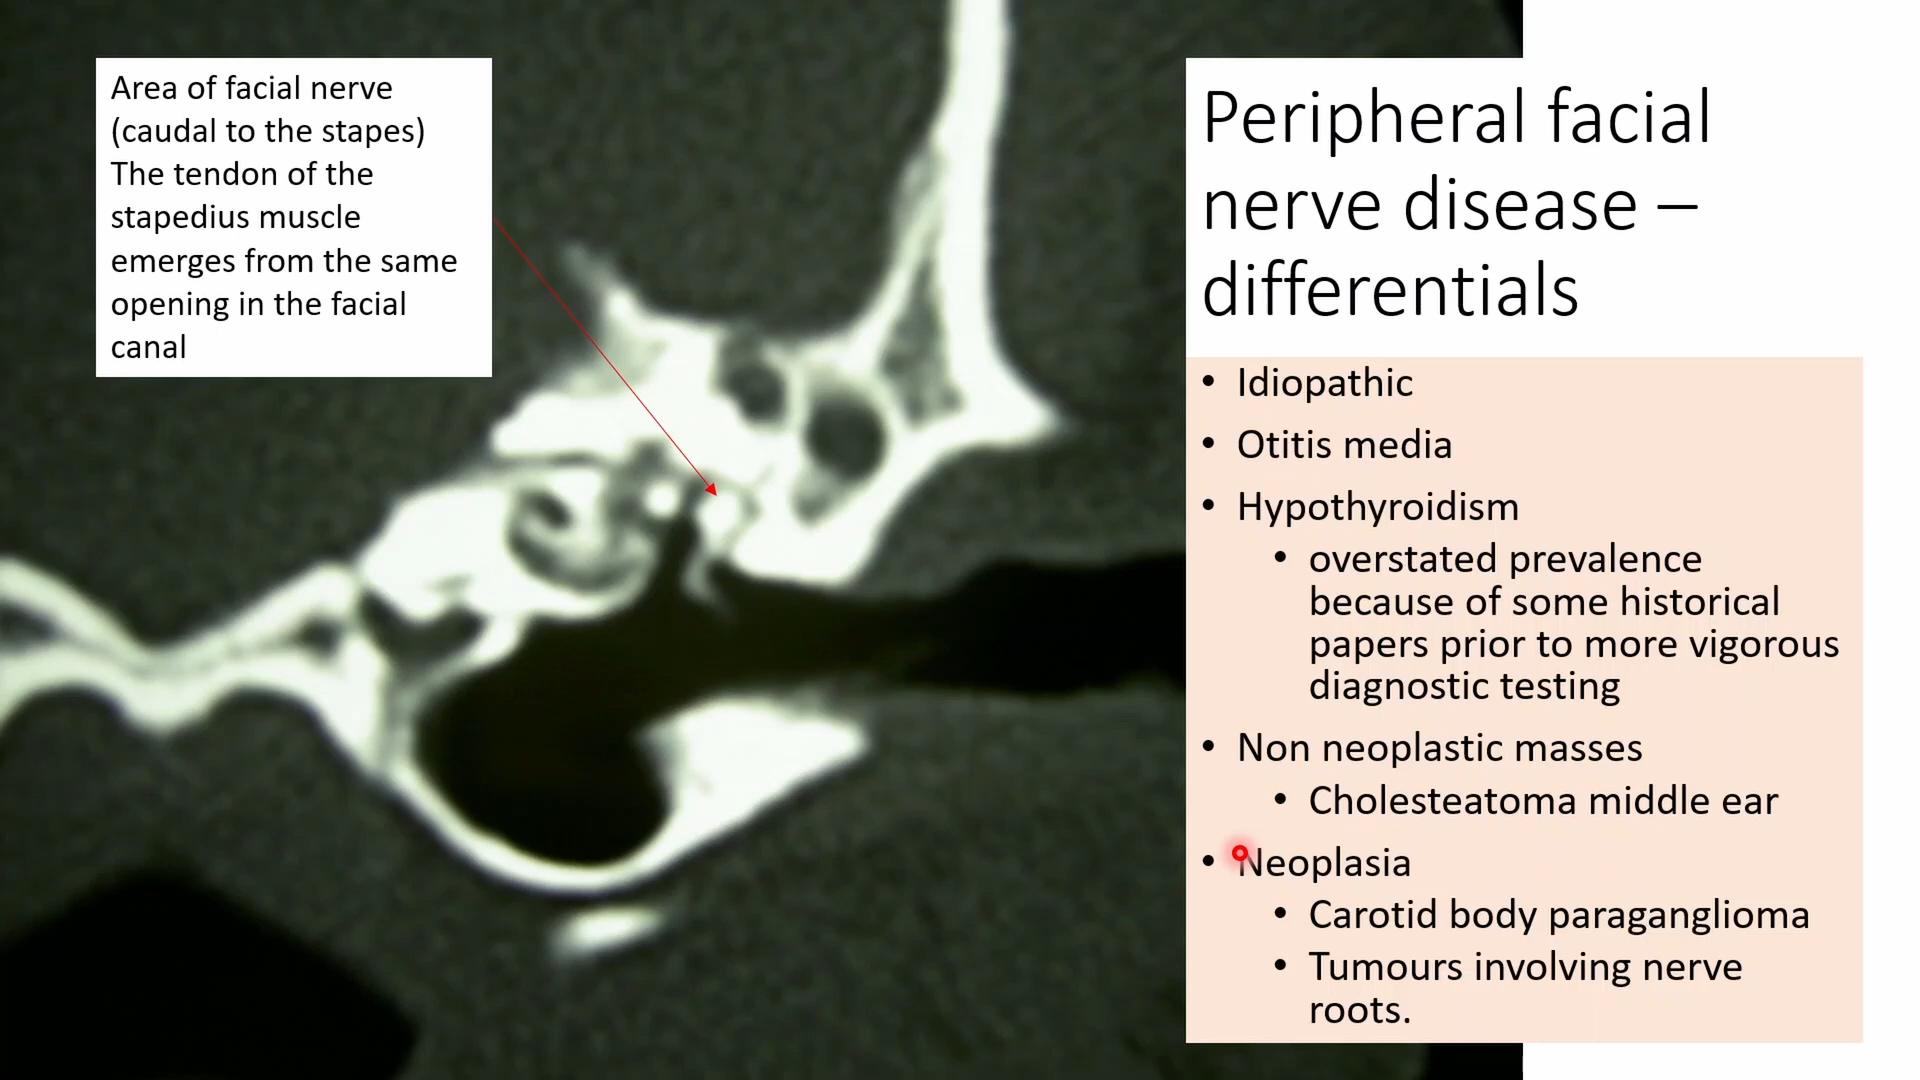 Area of facial nerve
(caudal to the stapes)
The tendon of the
stapedius muscle
emerges from the same
opening in the facial
canal
Peripheral facial
nerve disease –
differentials
• Idiopathic
• Otitis media
• Hypothyroidism
• overstated prevalence
because of some historical
papers prior to more vigorous
diagnostic testing
• Non neoplastic masses
• Cholesteatoma middle ear
• Neoplasia
• Carotid body paraganglioma
• Tumours involving nerve
roots.